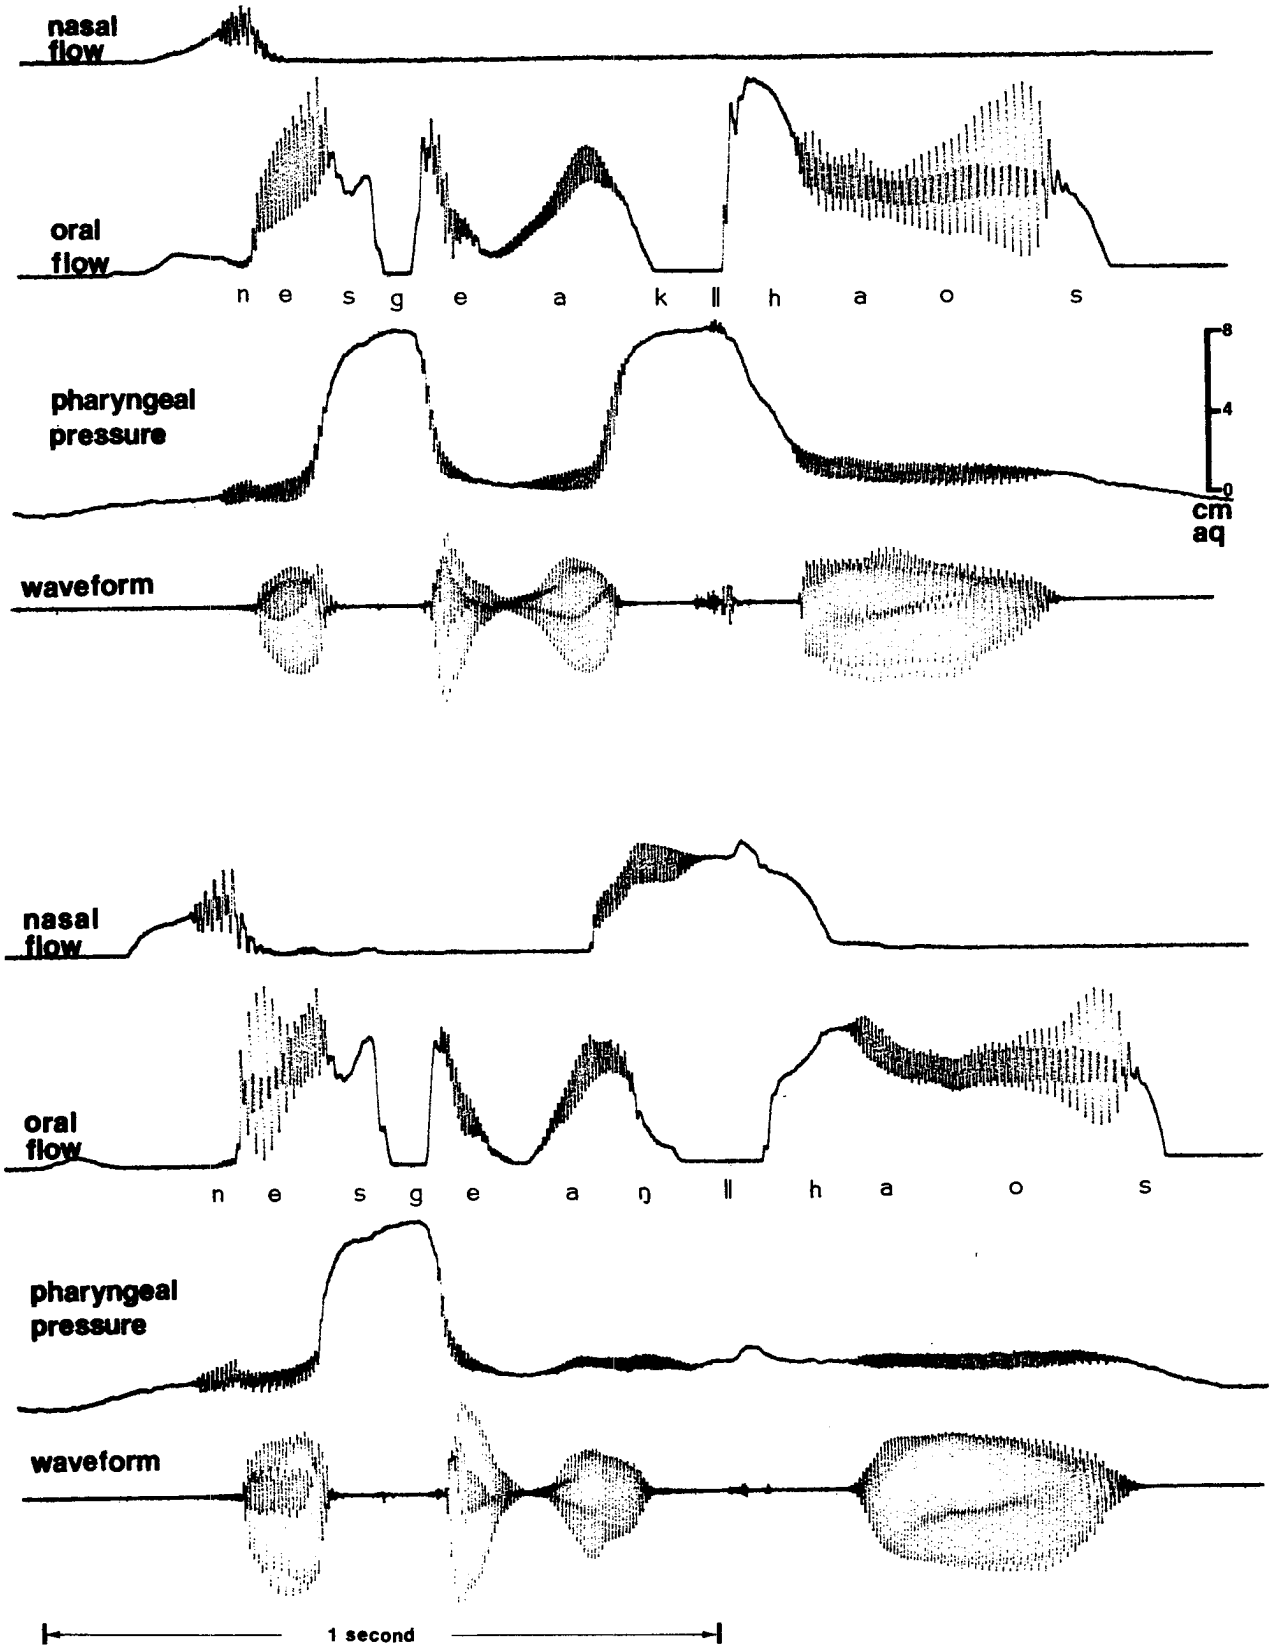 nasal
flow
oral
flow
n e s g e a k ǁ h a o s
pharyngeal
pressure
8
4
0
cm
aq
waveform
nasal
flow
oral
flow
n e s g e a ŋ ǁ h a o s
pharyngeal
pressure
waveform
1 second